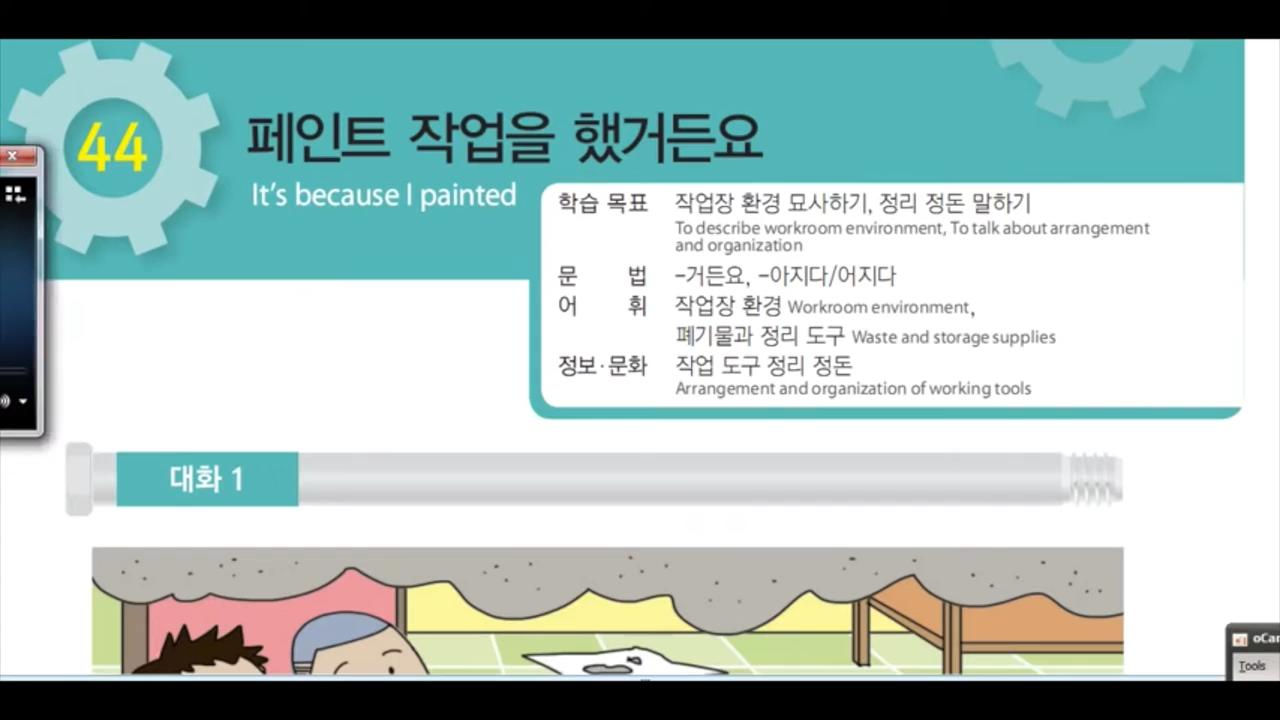 44
페인트 작업을 했거든요
It's because I painted
학습 목표 작업장 환경 묘사하기, 정리 정돈 말하기
To describe workroom environment, To talk about arrangement
and organization
문 법 -거든요, -아지다/어지다
어 휘 작업장 환경 Workroom environment,
폐기물과 정리 도구 Waste and storage supplies
정보·문화 작업 도구 정리 정돈
Arrangement and organization of working tools
대화 1
Tools